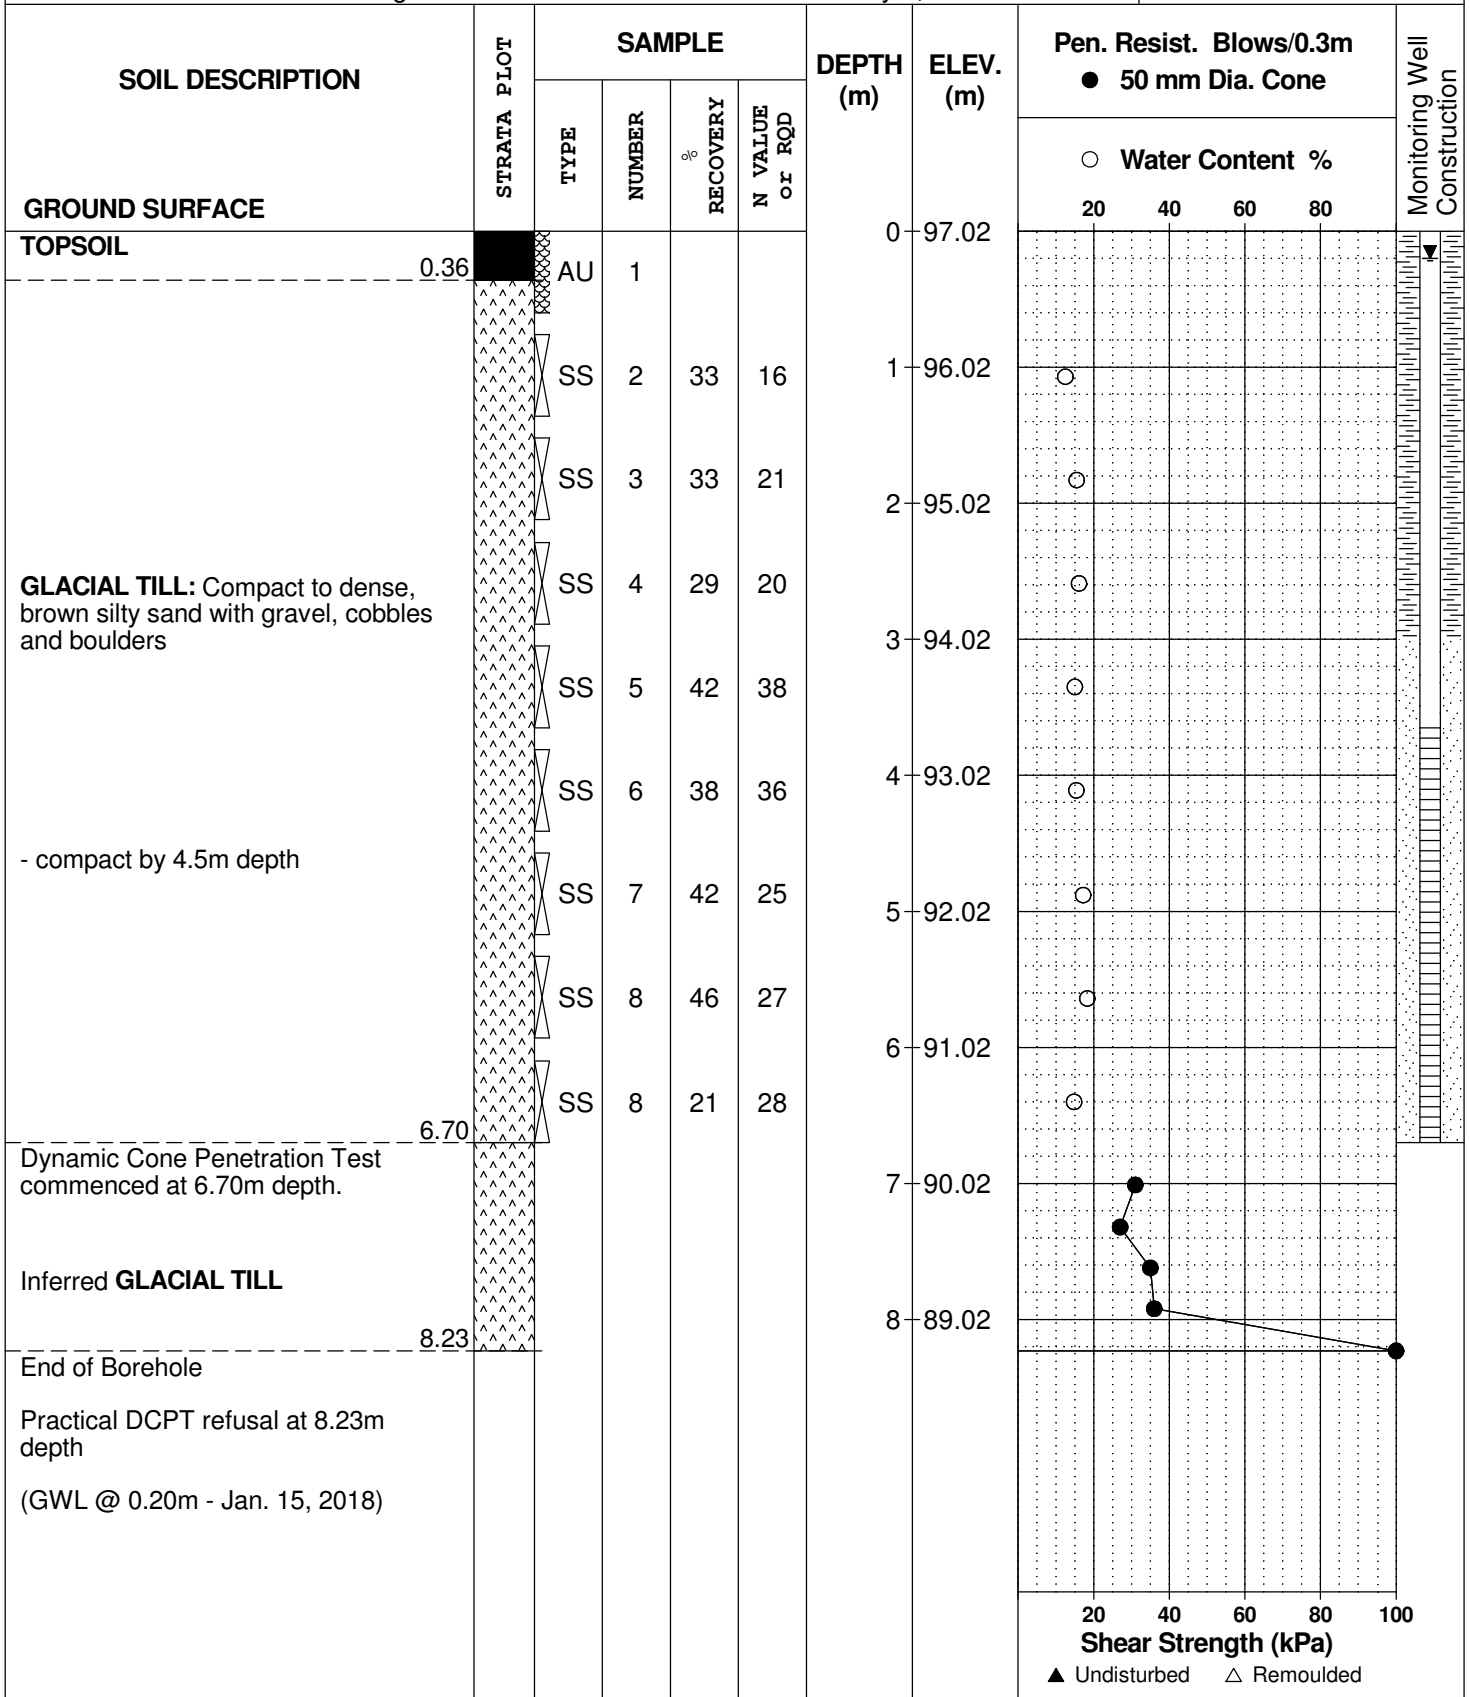 SOIL DESCRIPTION
GROUND SURFACE
STRATA PLOT
SAMPLE
TYPE
NUMBER
%
RECOVERY
N VALUE
or RQD
DEPTH
(m)
ELEV.
(m)
Pen. Resist. Blows/0.3m
● 50 mm Dia. Cone
○ Water Content %
20 40 60 80
Monitoring Well
Construction
0 97.02
TOPSOIL
0.36
AU 1
SS 2 33 16
1 96.02
SS 3 33 21
2 95.02
GLACIAL TILL: Compact to dense,
brown silty sand with gravel, cobbles
and boulders
SS 4 29 20
3 94.02
SS 5 42 38
4 93.02
SS 6 38 36
- compact by 4.5m depth
SS 7 42 25
5 92.02
SS 8 46 27
6 91.02
SS 8 21 28
6.70
Dynamic Cone Penetration Test
commenced at 6.70m depth.
7 90.02
Inferred GLACIAL TILL
8 89.02
8.23
End of Borehole
Practical DCPT refusal at 8.23m
depth
(GWL @ 0.20m - Jan. 15, 2018)
20 40 60 80 100
Shear Strength (kPa)
▲ Undisturbed △ Remoulded